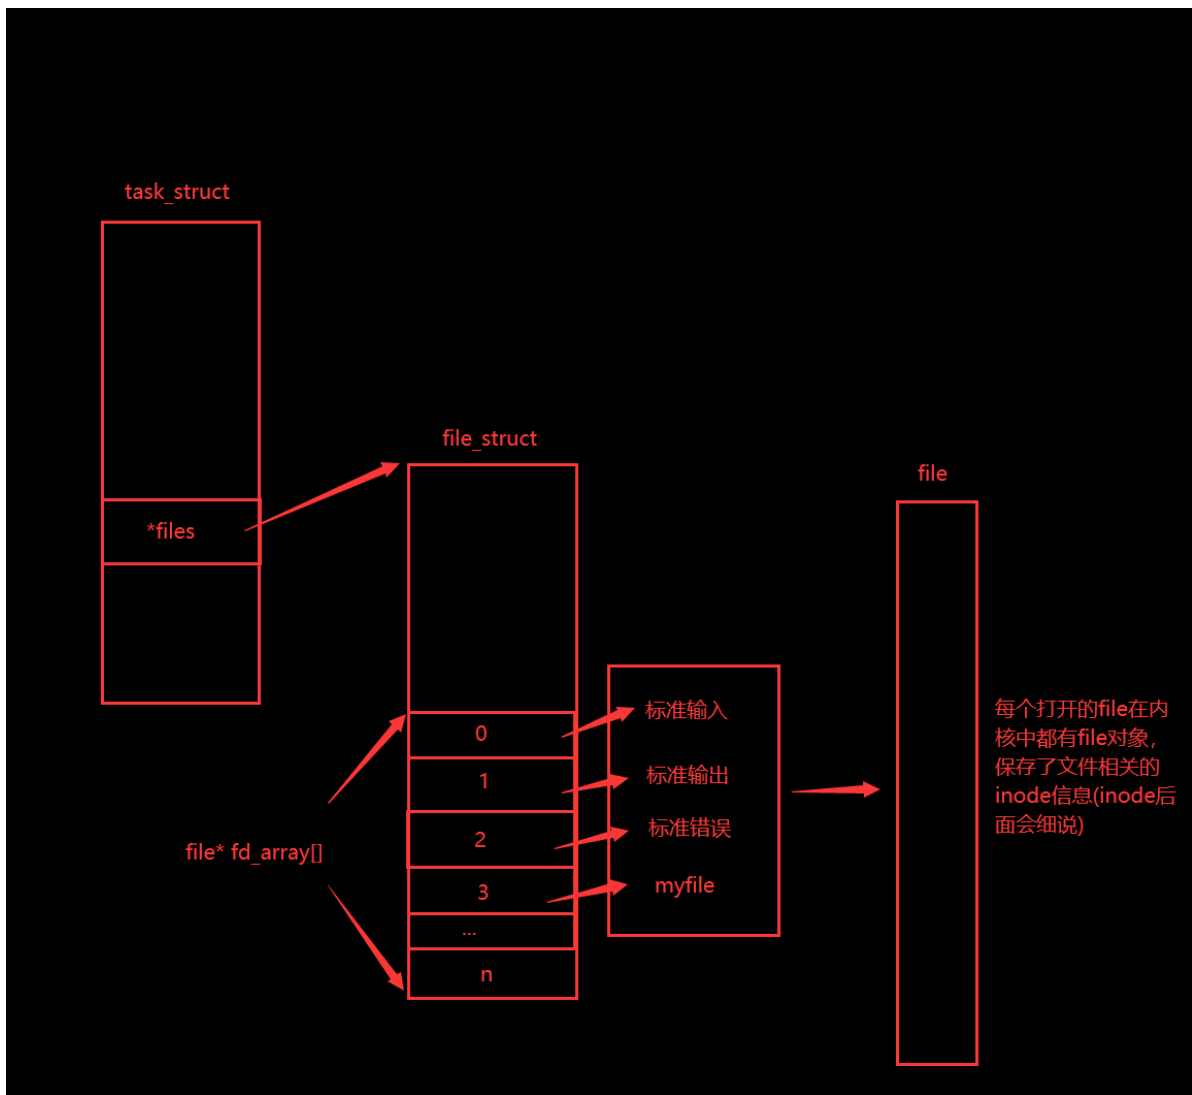 task_struct
*files
file_struct
file* fd_array[]
0
1
2
3
...
n
标准输入
标准输出
标准错误
myfile
file
每个打开的file在内
核中都有file对象，
保存了文件相关的
inode信息(inode后
面会细说)